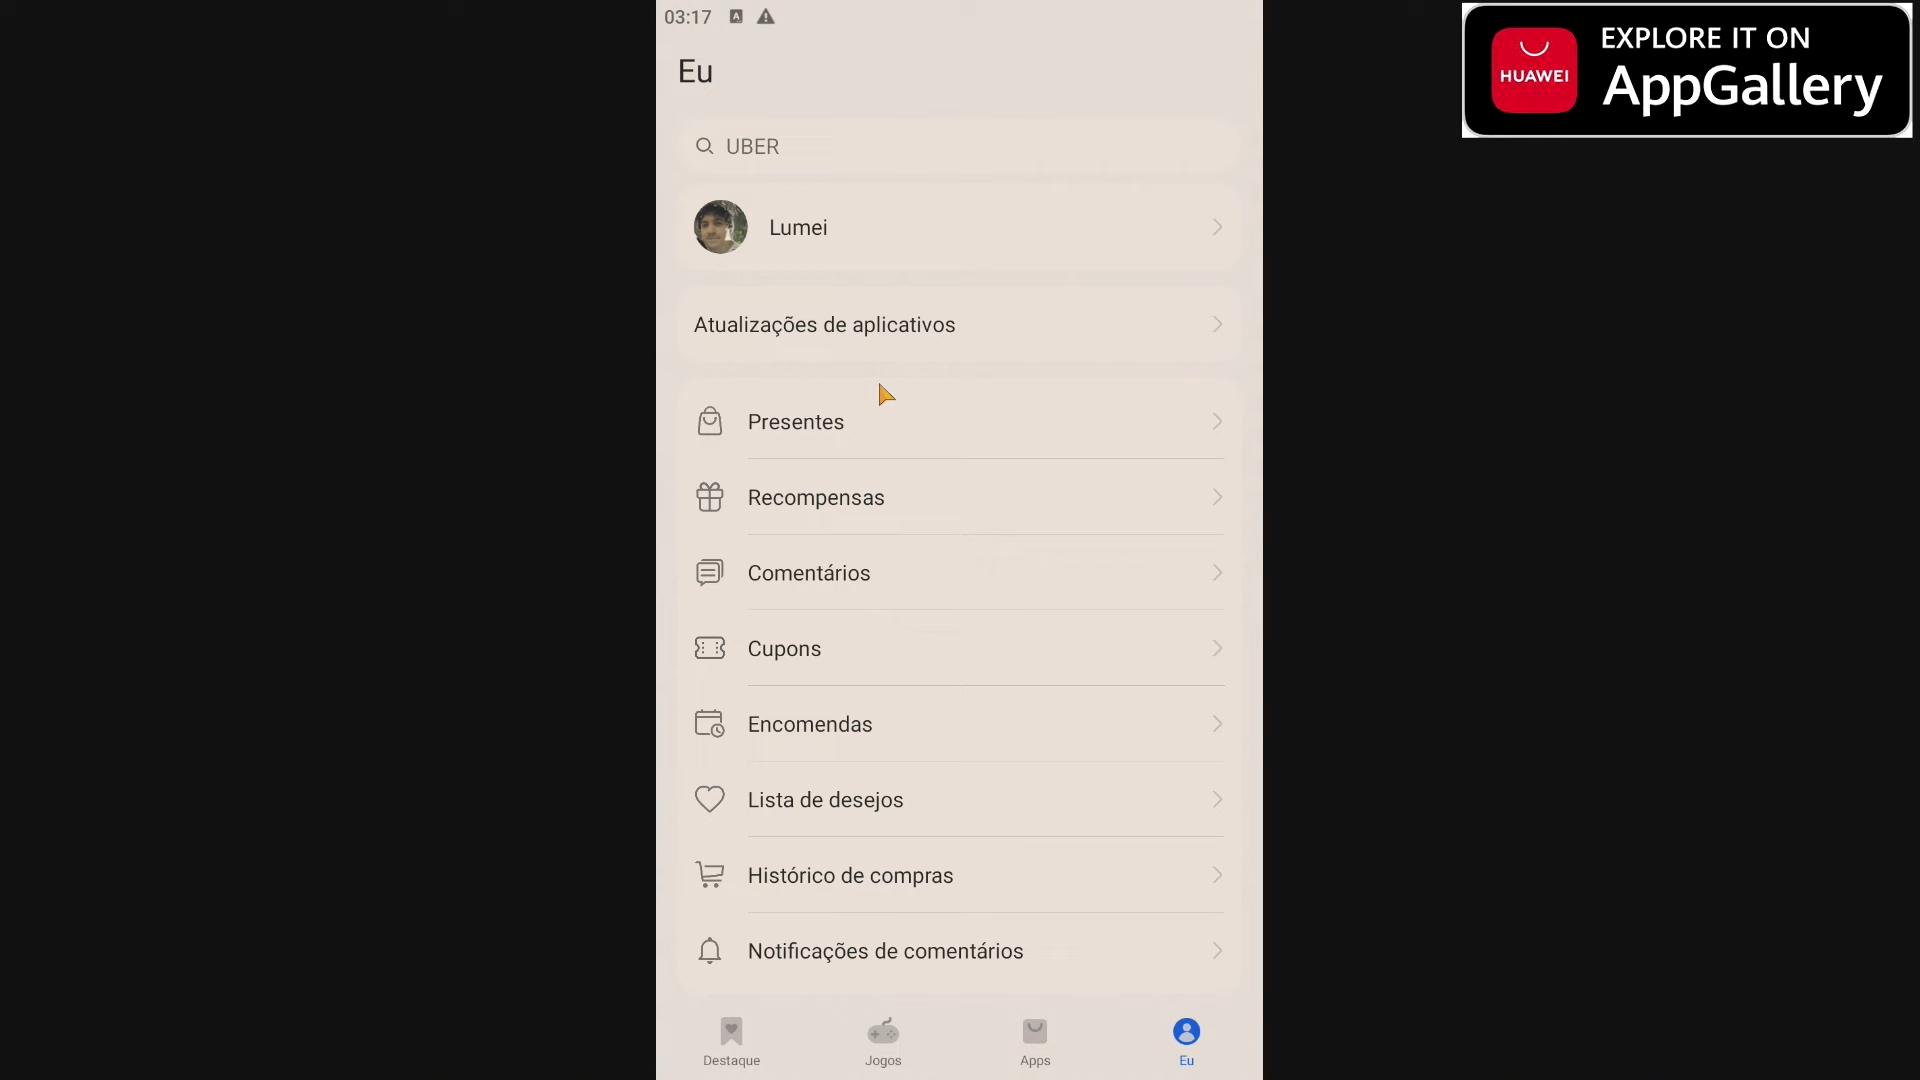 03:17
Eu
UBER
Lumei
Atualizações de aplicativos
Presentes
Recompensas
Comentários
Cupons
Encomendas
Lista de desejos
Histórico de compras
Notificações de comentários
Destaque
Jogos
Apps
Eu
EXPLORE IT ON
HUAWEI
AppGallery